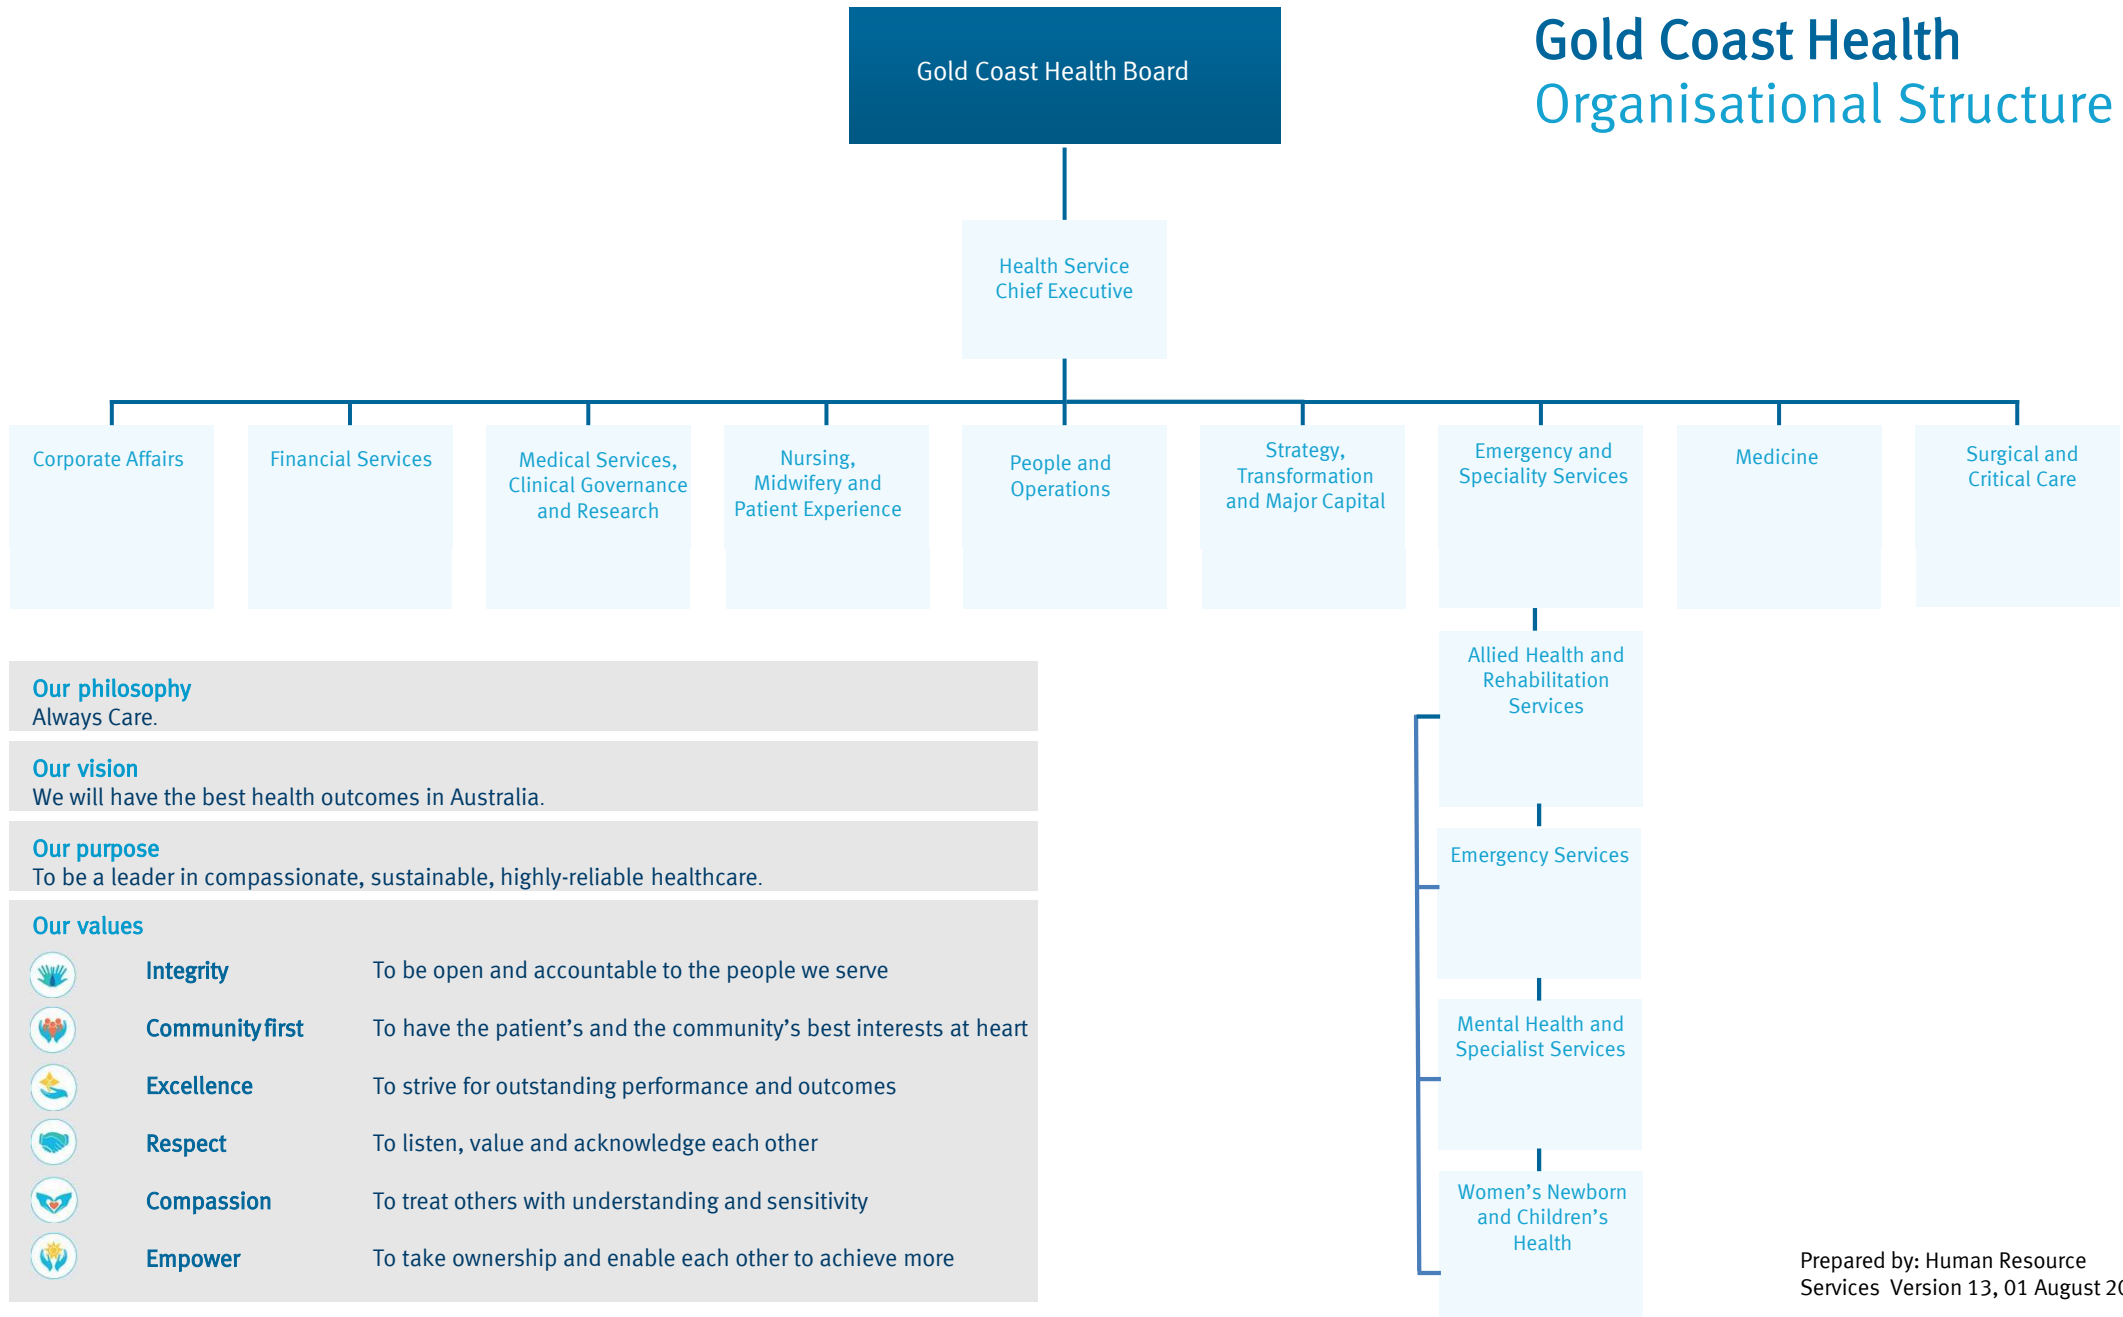 Gold Coast Health
Organisational Structure
Gold Coast Health Board
Health Service
Chief Executive
Corporate Affairs
Financial Services
Medical Services,
Clinical Governance
and Research
Nursing,
Midwifery and
Patient Experience
People and
Operations
Strategy,
Transformation
and Major Capital
Emergency and
Speciality Services
Medicine
Surgical and
Critical Care
Allied Health and
Rehabilitation
Services
Emergency Services
Mental Health and
Specialist Services
Women’s Newborn
and Children’s
Health
Our philosophy
Always Care.
Our vision
We will have the best health outcomes in Australia.
Our purpose
To be a leader in compassionate, sustainable, highly-reliable healthcare.
Our values
Integrity To be open and accountable to the people we serve
Community first To have the patient’s and the community’s best interests at heart
Excellence To strive for outstanding performance and outcomes
Respect To listen, value and acknowledge each other
Compassion To treat others with understanding and sensitivity
Empower To take ownership and enable each other to achieve more
Prepared by: Human Resource
Services Version 13, 01 August